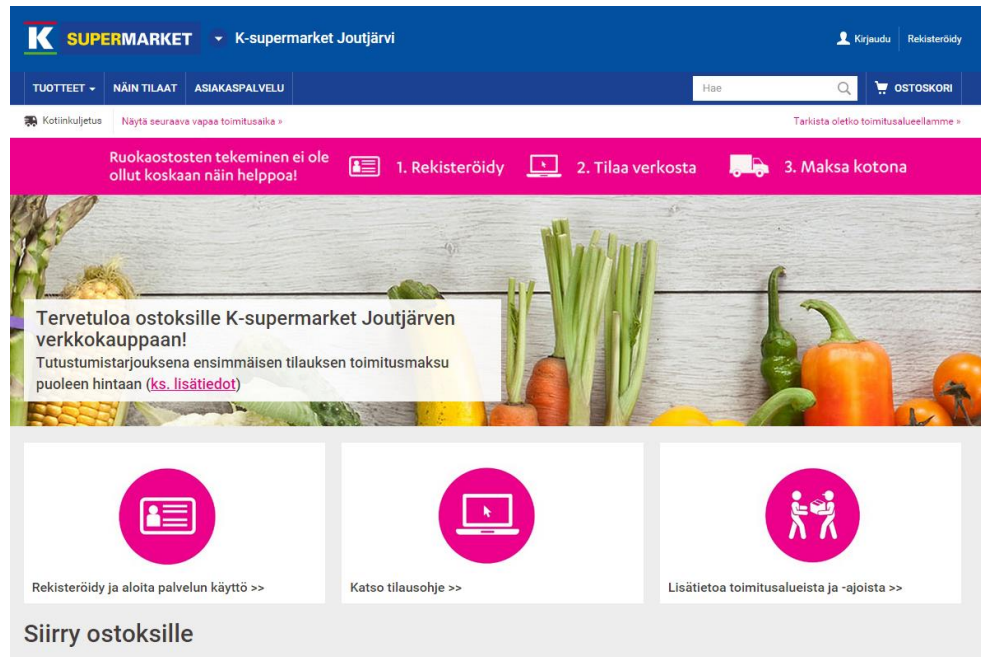 K SUPERMARKET K-supermarket Joutjärvi
Kirjaudu Rekisteröidy
TUOTTEET NÄIN TILAAT ASIAKASPALVELU
Hae
OSTOSKORI
Kotiinkuljetus Näytä seuraava vapaa toimitusaika »
Tarkista oletko toimitusalueellamme »
Ruokaostosten tekeminen ei ole
ollut koskaan näin helppoa!
1. Rekisteröidy
2. Tilaa verkosta
3. Maksa kotona
Tervetuloa ostoksille K-supermarket Joutjärven
verkkokauppaan!
Tutustumistarjouksena ensimmäisen tilauksen toimitusmaksu
puoleen hintaan (ks. lisätiedot)
Rekisteröidy ja aloita palvelun käyttö >>
Katso tilausohje >>
Lisätietoa toimitusalueista ja -ajoista >>
Siirry ostoksille